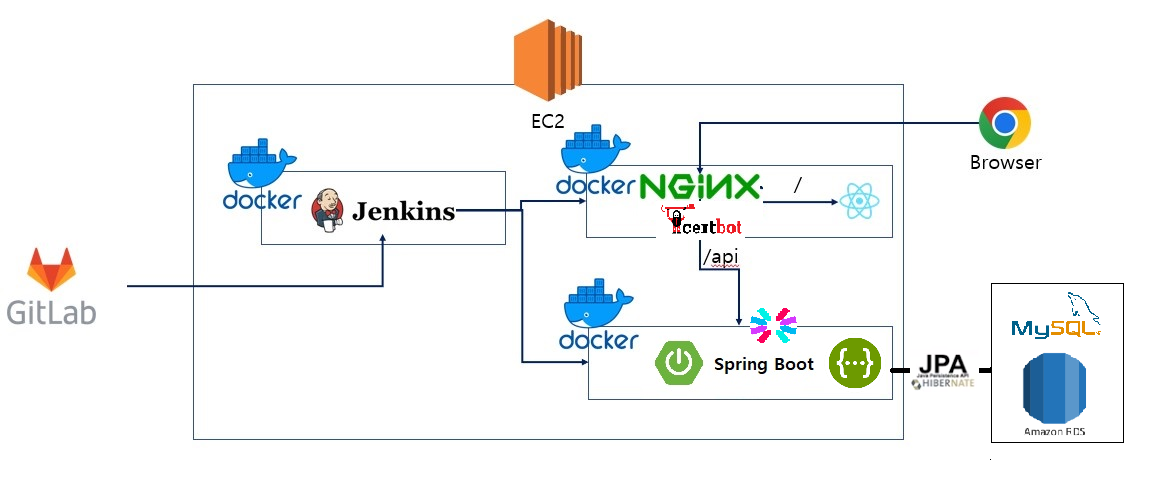 EC2
Browser
docker
NGINX
/
docker
Jenkins
certbot
/api
GitLab
docker
MySQL
Spring Boot
{···}
JPA
Java Persistence API
HIBERNATE
Amazon RDS